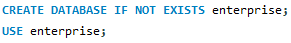 CREATE DATABASE IF NOT EXISTS enterprise;
USE enterprise;